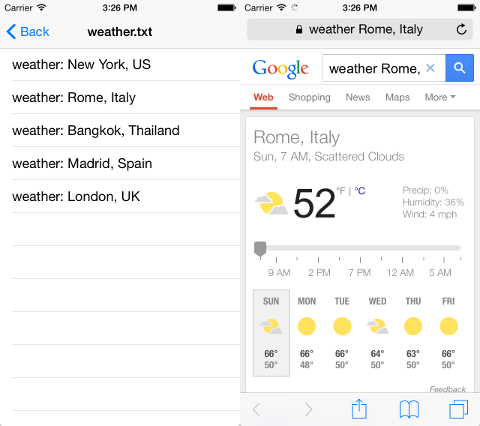 Carrier 3:26 PM
Back weather.txt
weather: New York, US
weather: Rome, Italy
weather: Bangkok, Thailand
weather: Madrid, Spain
weather: London, UK
Carrier 3:26 PM
weather Rome, Italy
Google weather Rome,
Web Shopping News Maps More
Rome, Italy
Sun, 7 AM, Scattered Clouds
52 °F | °C
Precip: 0%
Humidity: 36%
Wind: 4 mph
9 AM 2 PM 7 PM 12 AM 5 AM
SUN MON TUE WED THU FRI
66° 66° 66° 64° 63° 66°
50° 48° 50° 50° 50° 50°
Feedback